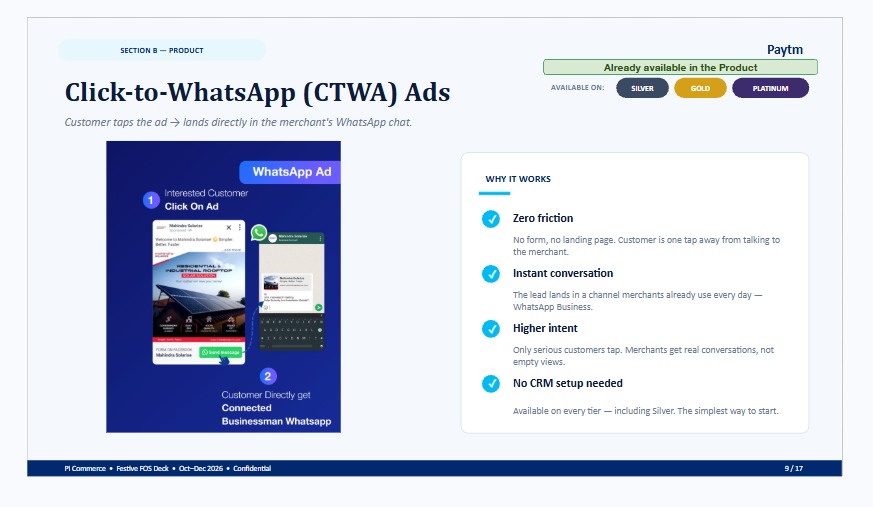 SECTION B — PRODUCT
Paytm
Already available in the Product
AVAILABLE ON:
SILVER
GOLD
PLATINUM
Click-to-WhatsApp (CTWA) Ads
Customer taps the ad → lands directly in the merchant's WhatsApp chat.
WhatsApp Ad
1
Interested Customer
Click On Ad
Mahindra Solarize
Welcome to Mahindra Solarize
Simpler.
RESIDENTIAL &
INDUSTRIAL ROOFTOP
Mahindra Solarize
Send message
Mahindra Solarize
2
Customer Directly get
Connected
Businessman Whatsapp
WHY IT WORKS
Zero friction
No form, no landing page. Customer is one tap away from talking to
the merchant.
Instant conversation
The lead lands in a channel merchants already use every day —
WhatsApp Business.
Higher intent
Only serious customers tap. Merchants get real conversations, not
empty views.
No CRM setup needed
Available on every tier — including Silver. The simplest way to start.
PI Commerce • Festive FOS Deck • Oct–Dec 2026 • Confidential
9 / 17